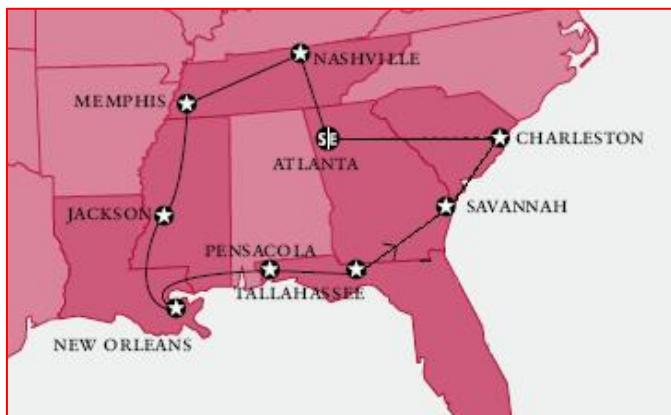 NASHVILLE
MEMPHIS
SE
CHARLESTON
ATLANTA
SAVANNAH
JACKSON
PENSACOLA
TALLAHASSEE
NEW ORLEANS